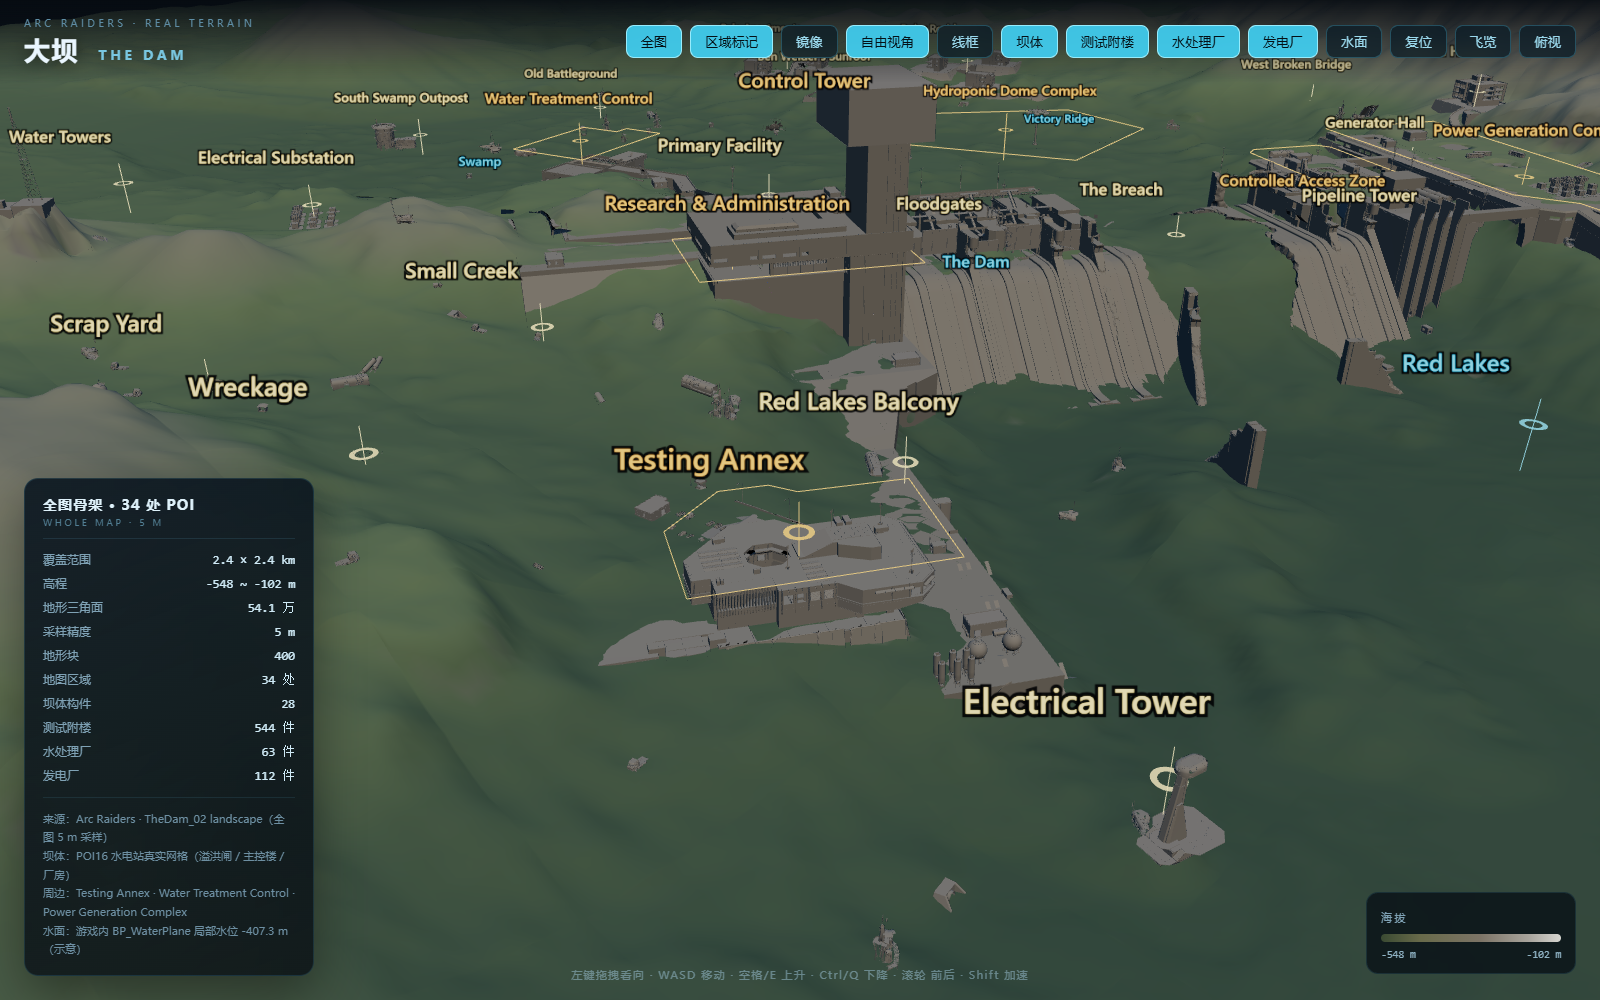 ARC RAIDERS · REAL TERRAIN
大坝 THE DAM
全图
区域标记
镜像
自由视角
线框
坝体
测试附楼
水处理厂
发电厂
水面
复位
飞览
俯视
West Broken Bridge
Old Battleground
Control Tower
South Swamp Outpost
Water Treatment Control
Hydroponic Dome Complex
Victory Ridge
Generator Hall
Water Towers
Primary Facility
Electrical Substation
Swamp
Controlled Access Zone
Pipeline Tower
The Breach
Research & Administration
Floodgates
The Dam
Small Creek
Scrap Yard
Red Lakes
Wreckage
Red Lakes Balcony
Testing Annex
Electrical Tower
全图骨架 • 34 处 POI
WHOLE MAP · 5 M
覆盖范围 2.4 × 2.4 km
高程 -548 ~ -102 m
地形三角面 54.1 万
采样精度 5 m
地形块 400
地图区域 34 处
坝体构件 28
测试附楼 544 件
水处理厂 63 件
发电厂 112 件
来源：Arc Raiders · TheDam_02 landscape（全
图 5 m 采样）
坝体：POI16 水电站真实网格（溢洪闸 / 主控楼 /
厂房）
周边：Testing Annex · Water Treatment Control ·
Power Generation Complex
水面：游戏内 BP_WaterPlane 局部水位 -407.3 m
（示意）
海拔
-548 m -102 m
左键拖拽看向 · WASD 移动 · 空格/E 上升 · Ctrl/Q 下降 · 滚轮 前后 · Shift 加速
Power Generation Com